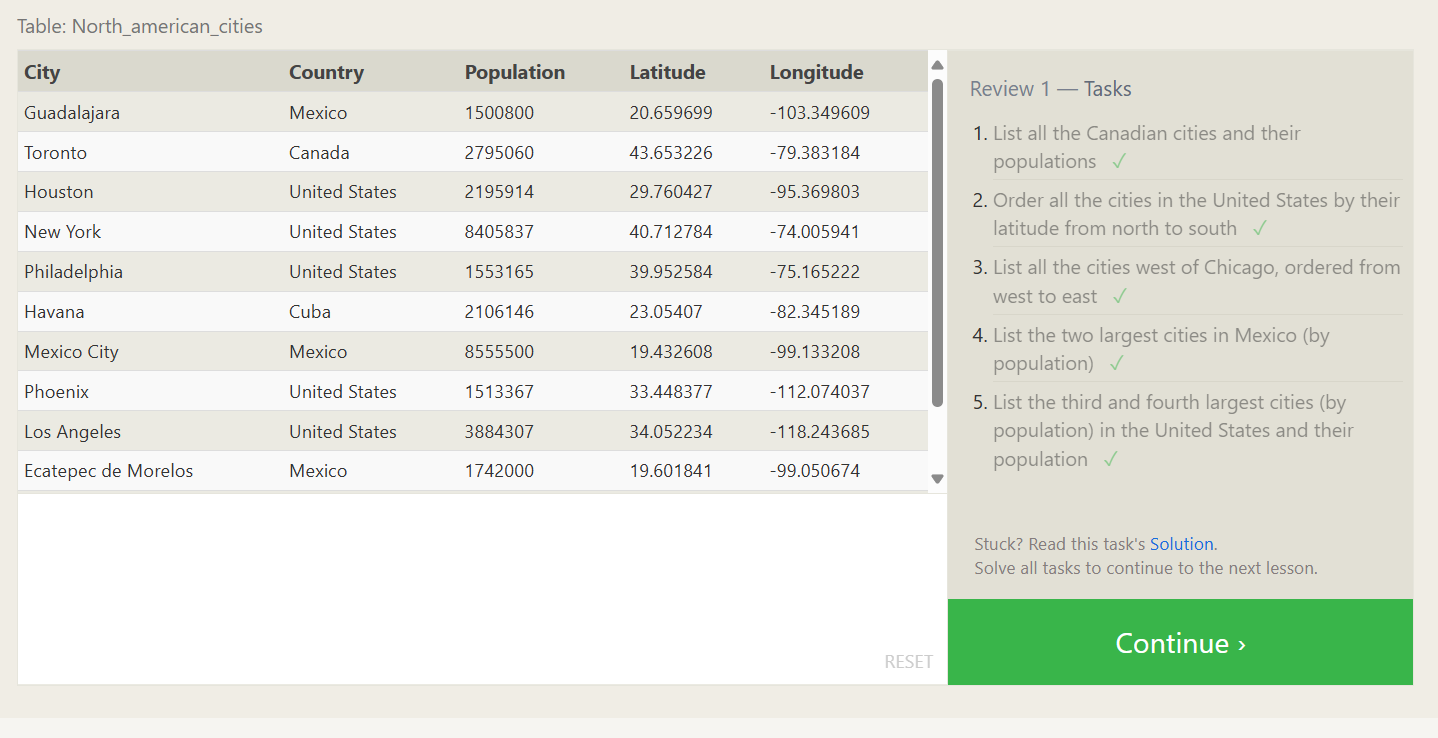 Table: North_american_cities
City Country Population Latitude Longitude
Guadalajara Mexico 1500800 20.659699 -103.349609
Toronto Canada 2795060 43.653226 -79.383184
Houston United States 2195914 29.760427 -95.369803
New York United States 8405837 40.712784 -74.005941
Philadelphia United States 1553165 39.952584 -75.165222
Havana Cuba 2106146 23.05407 -82.345189
Mexico City Mexico 8555500 19.432608 -99.133208
Phoenix United States 1513367 33.448377 -112.074037
Los Angeles United States 3884307 34.052234 -118.243685
Ecatepec de Morelos Mexico 1742000 19.601841 -99.050674
RESET
Review 1 — Tasks
1. List all the Canadian cities and their
populations ✓
2. Order all the cities in the United States by their
latitude from north to south ✓
3. List all the cities west of Chicago, ordered from
west to east ✓
4. List the two largest cities in Mexico (by
population) ✓
5. List the third and fourth largest cities (by
population) in the United States and their
population ✓
Stuck? Read this task's Solution.
Solve all tasks to continue to the next lesson.
Continue ›